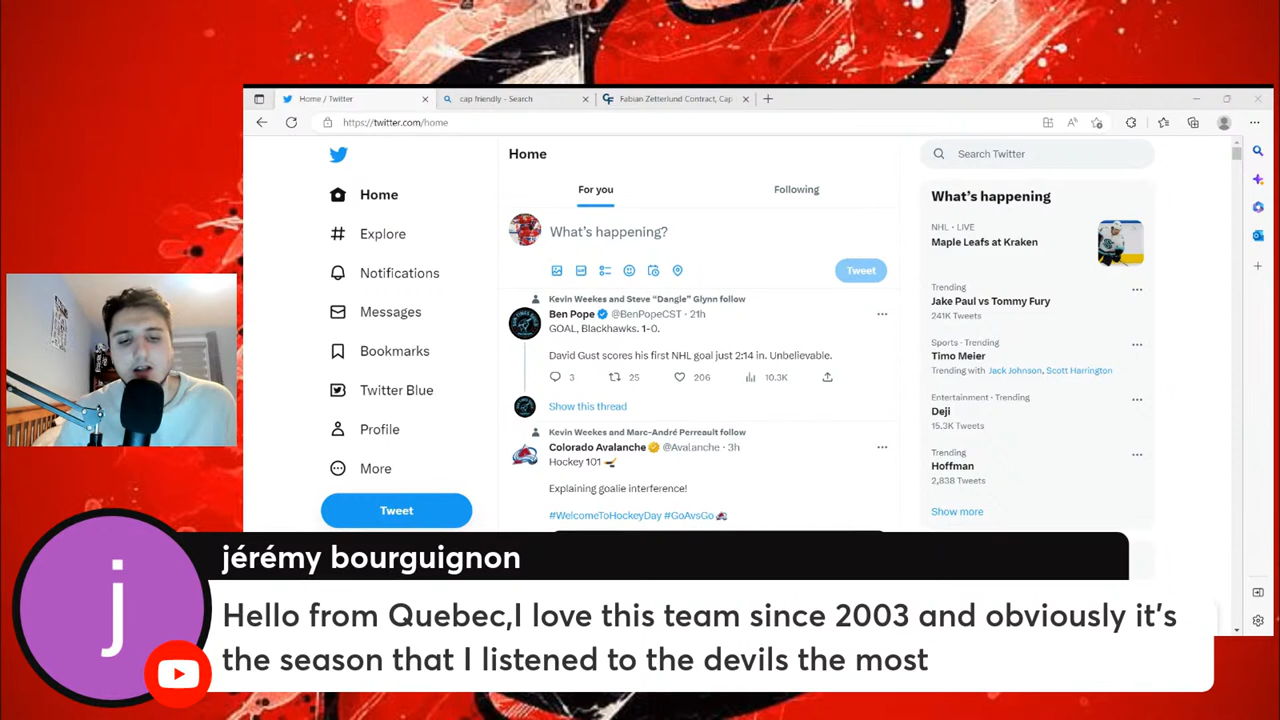 Home / Twitter
cap friendly - Search
Fabian Zetterlund Contract, Cap
https://twitter.com/home
Home
Explore
Notifications
Messages
Bookmarks
Twitter Blue
Profile
More
Tweet
Home
For you
Following
What's happening?
Tweet
Kevin Weekes and Steve "Dangle" Glynn follow
Ben Pope @BenPopeCST · 21h
GOAL, Blackhawks. 1-0.
David Gust scores his first NHL goal just 2:14 in. Unbelievable.
3 25 206 10.3K
Show this thread
Kevin Weekes and Marc-André Perreault follow
Colorado Avalanche @Avalanche · 3h
Hockey 101
Explaining goalie interference!
#WelcomeToHockeyDay #GoAvsGo
Search Twitter
What's happening
NHL · LIVE
Maple Leafs at Kraken
Trending
Jake Paul vs Tommy Fury
241K Tweets
Sports · Trending
Timo Meier
Trending with Jack Johnson, Scott Harrington
Entertainment · Trending
Deji
15.3K Tweets
Trending
Hoffman
2,838 Tweets
Show more
j
jérémy bourguignon
Hello from Quebec,I love this team since 2003 and obviously it's
the season that I listened to the devils the most